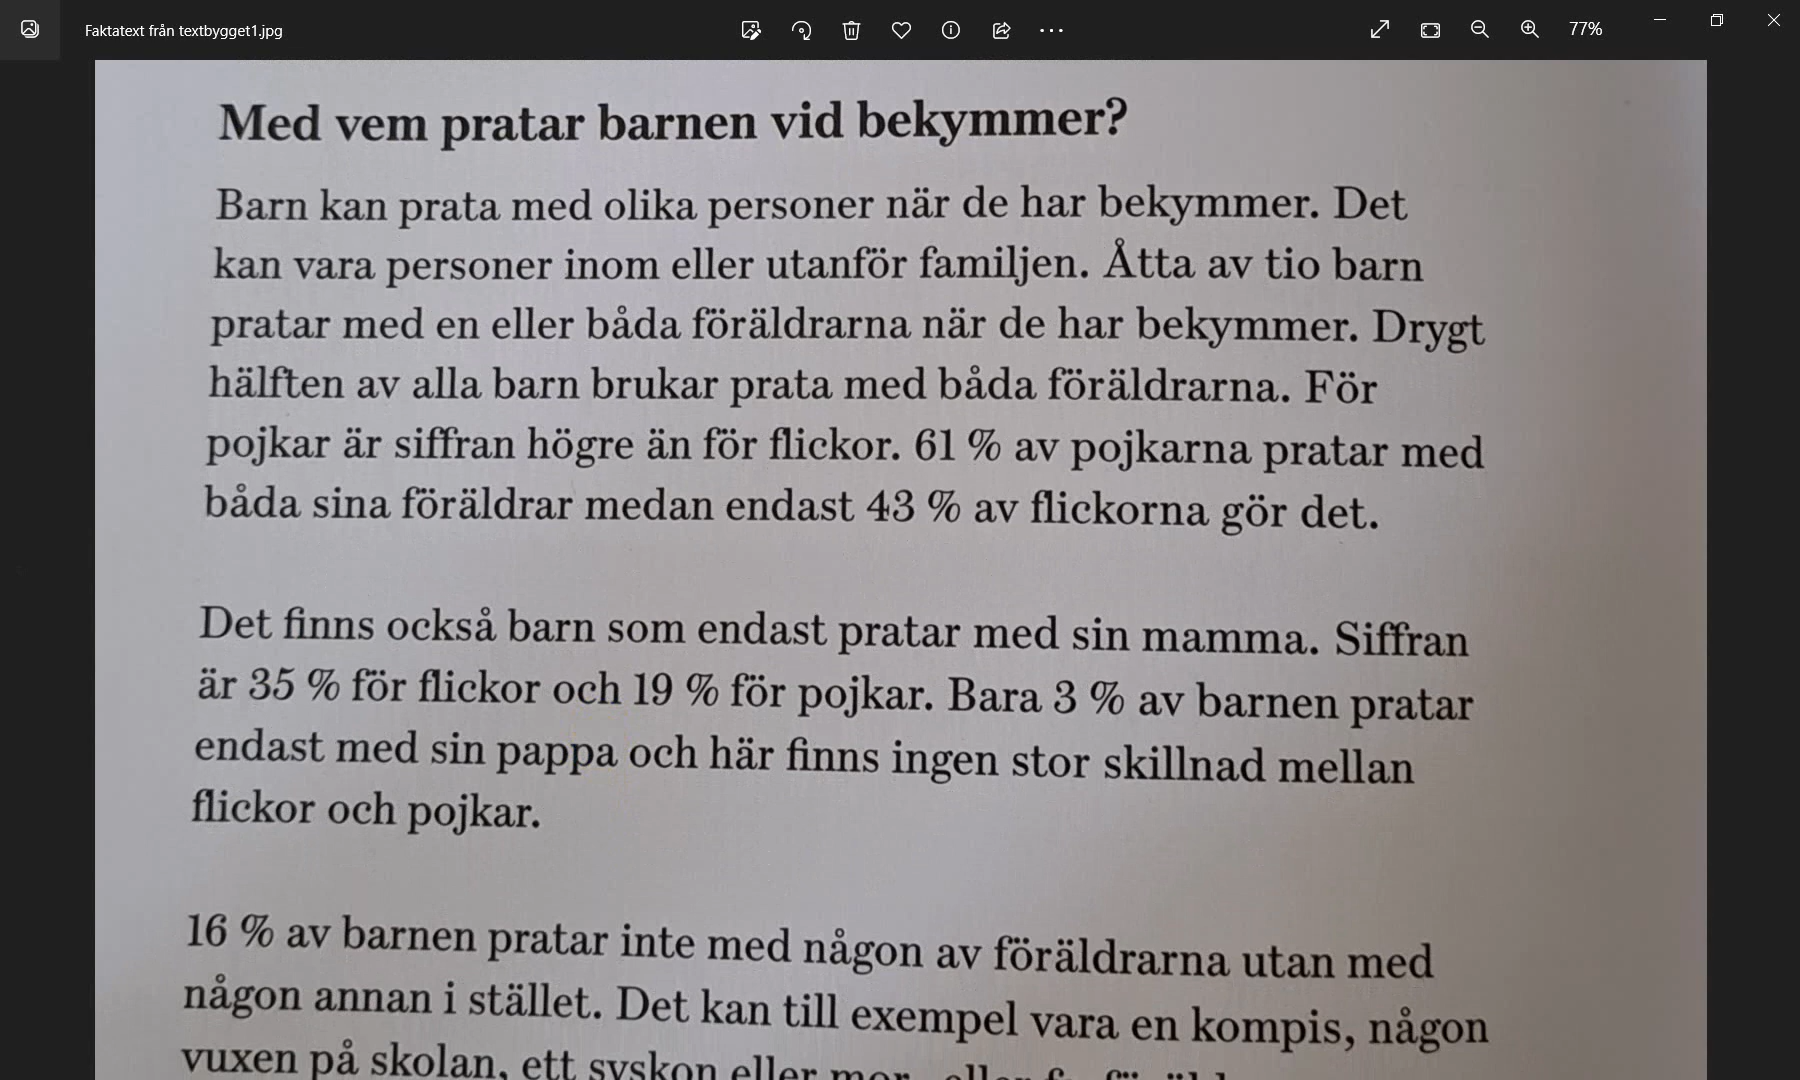 Faktatext från textbygget1.jpg
77%
Med vem pratar barnen vid bekymmer?
Barn kan prata med olika personer när de har bekymmer. Det
kan vara personer inom eller utanför familjen. Åtta av tio barn
pratar med en eller båda föräldrarna när de har bekymmer. Drygt
hälften av alla barn brukar prata med båda föräldrarna. För
pojkar är siffran högre än för flickor. 61 % av pojkarna pratar med
båda sina föräldrar medan endast 43 % av flickorna gör det.
Det finns också barn som endast pratar med sin mamma. Siffran
är 35 % för flickor och 19 % för pojkar. Bara 3 % av barnen pratar
endast med sin pappa och här finns ingen stor skillnad mellan
flickor och pojkar.
16 % av barnen pratar inte med någon av föräldrarna utan med
någon annan i stället. Det kan till exempel vara en kompis, någon
vuxen på skolan, ett syskon eller mor- eller